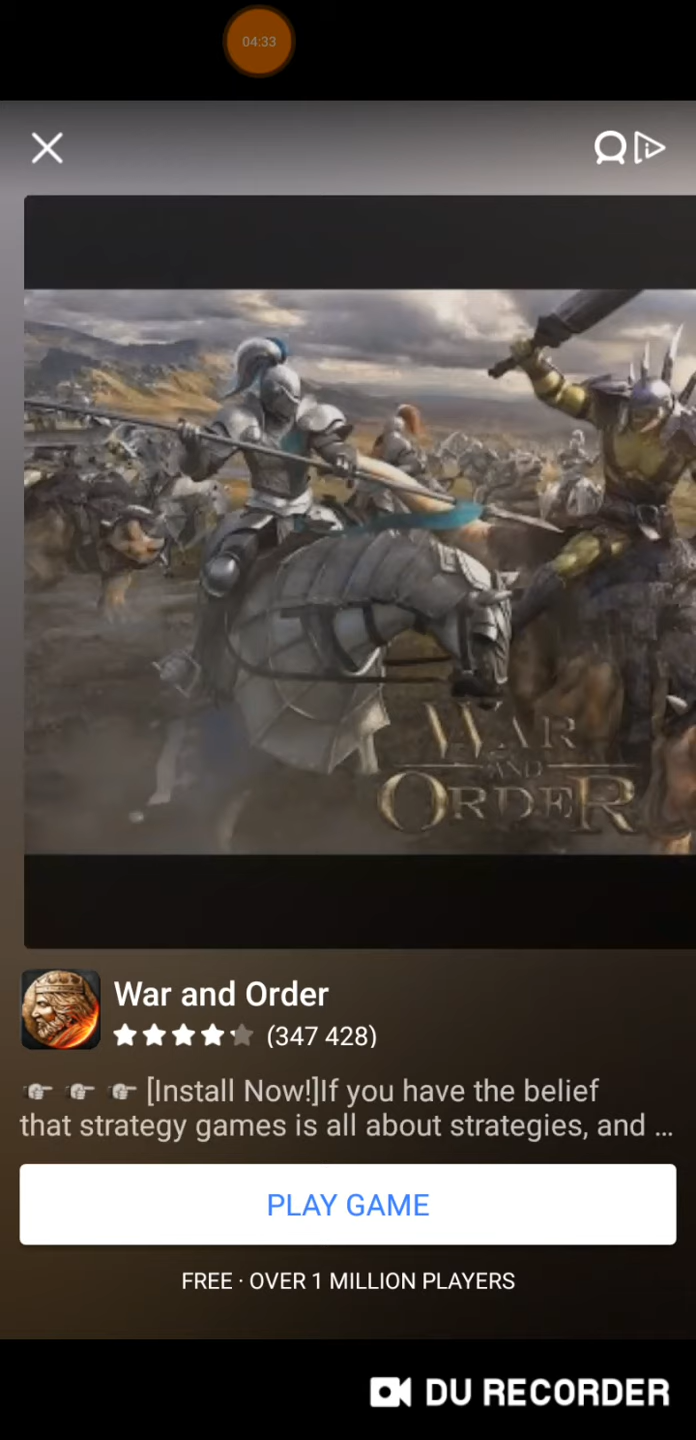 04:33
WAR
AND
ORDER
War and Order
(347 428)
[Install Now!]If you have the belief
that strategy games is all about strategies, and ...
PLAY GAME
FREE · OVER 1 MILLION PLAYERS
DU RECORDER